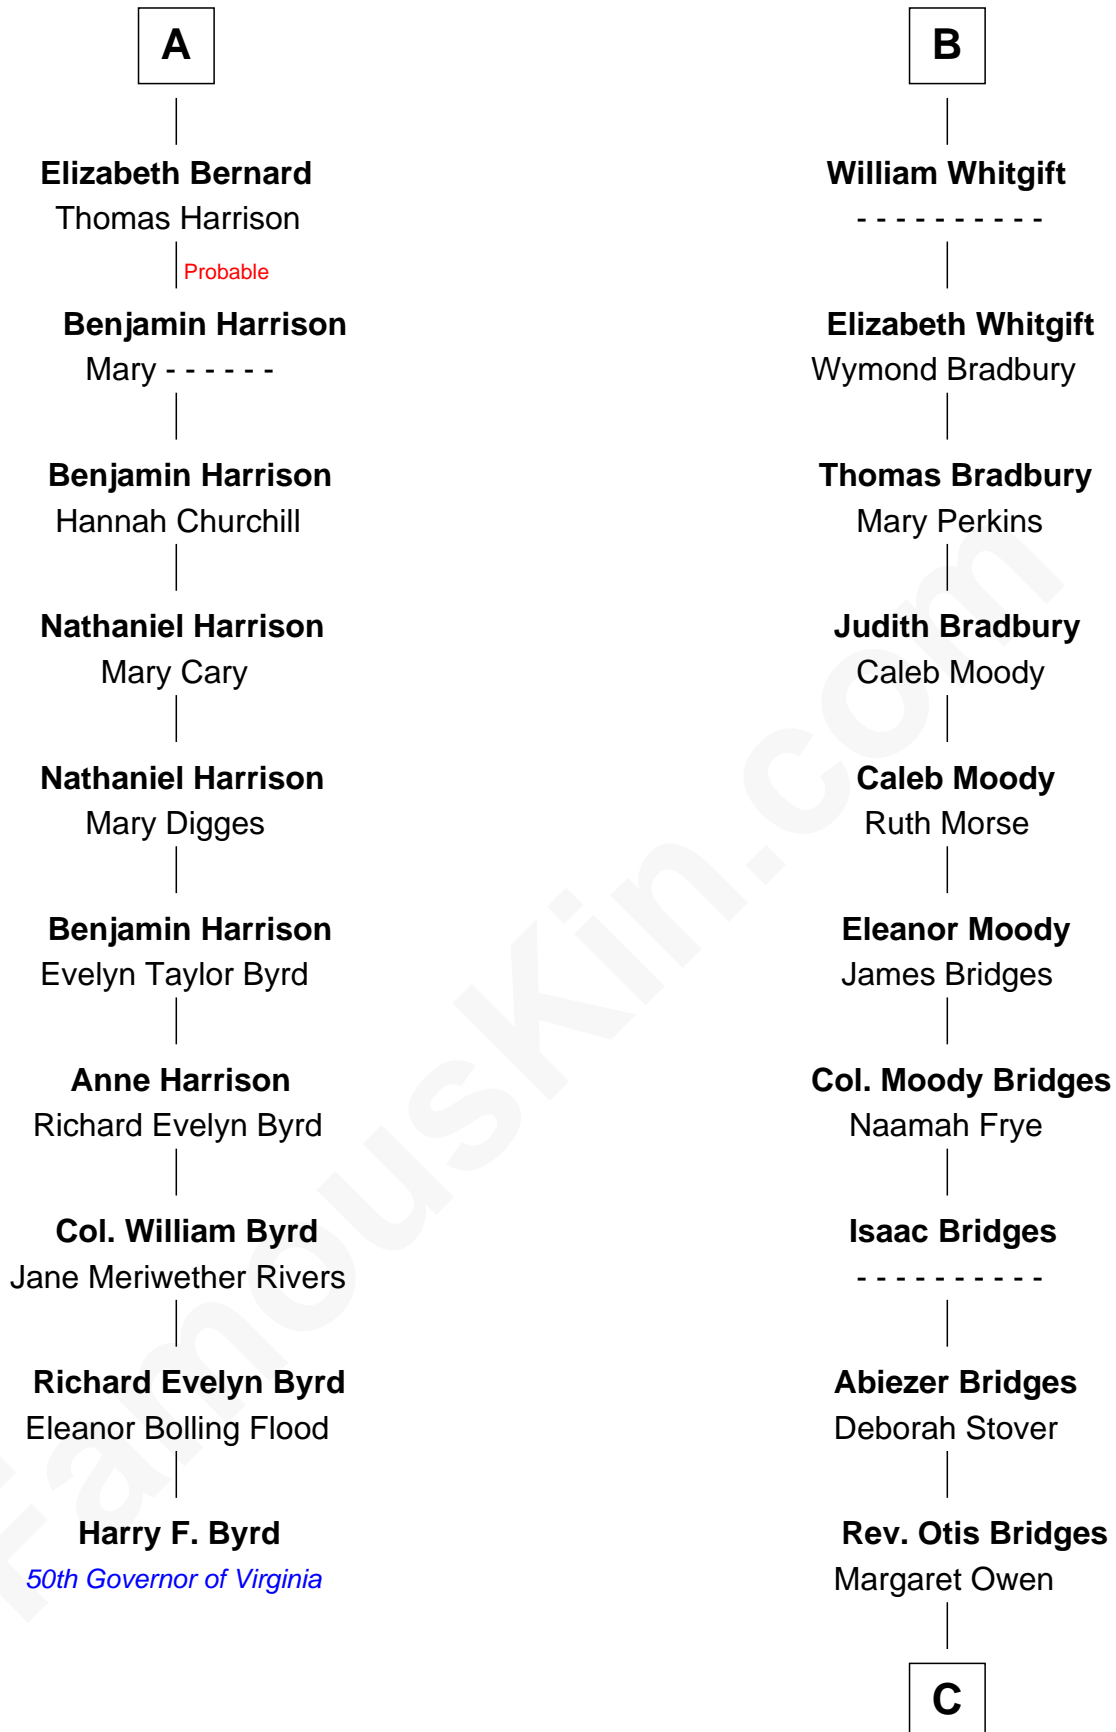 A
Elizabeth Bernard
Thomas Harrison
Probable
Benjamin Harrison
Mary - - - - - -
Benjamin Harrison
Hannah Churchill
Nathaniel Harrison
Mary Cary
Nathaniel Harrison
Mary Digges
Benjamin Harrison
Evelyn Taylor Byrd
Anne Harrison
Richard Evelyn Byrd
Col. William Byrd
Jane Meriwether Rivers
Richard Evelyn Byrd
Eleanor Bolling Flood
Harry F. Byrd
50th Governor of Virginia
B
William Whitgift
- - - - - - - - - -
Elizabeth Whitgift
Wymond Bradbury
Thomas Bradbury
Mary Perkins
Judith Bradbury
Caleb Moody
Caleb Moody
Ruth Morse
Eleanor Moody
James Bridges
Col. Moody Bridges
Naamah Frye
Isaac Bridges
- - - - - - - - - -
Abiezer Bridges
Deborah Stover
Rev. Otis Bridges
Margaret Owen
C
FamousKin.com